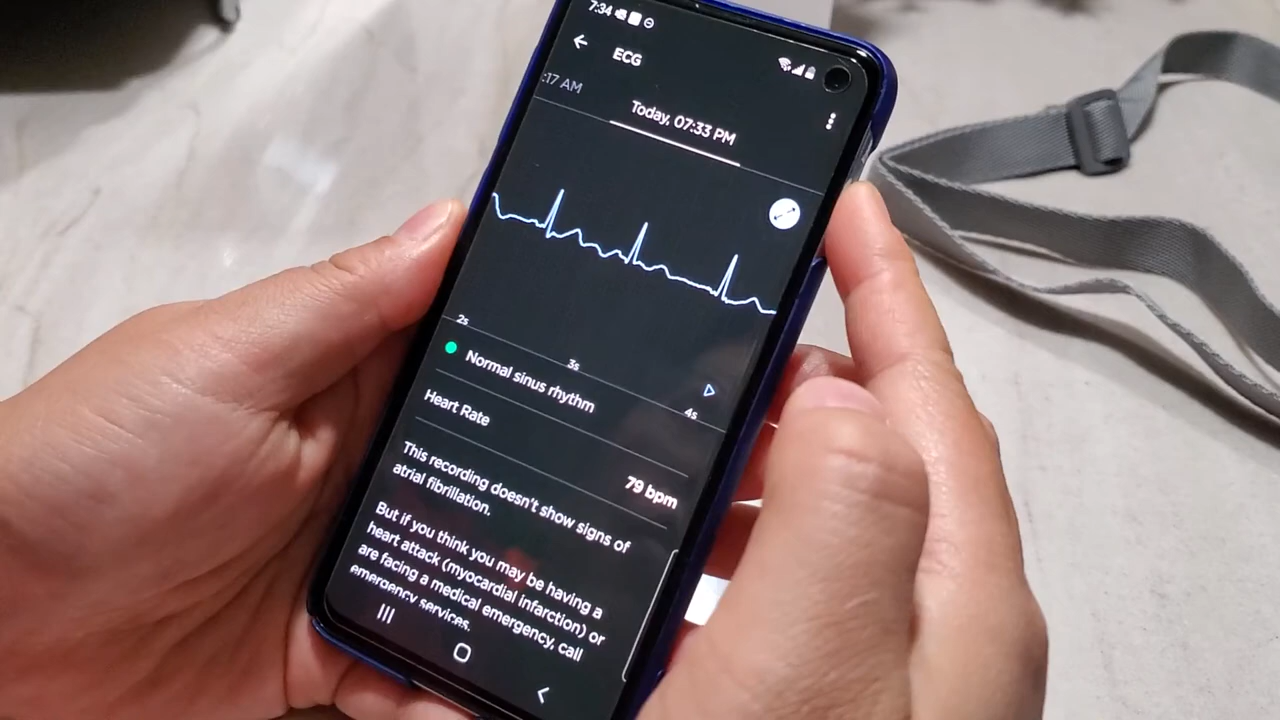 7:34
ECG
:17 AM
Today, 07:33 PM
2s
3s
4s
Normal sinus rhythm
Heart Rate
79 bpm
This recording doesn't show signs of
atrial fibrillation.
But if you think you may be having a
heart attack (myocardial infarction) or
are facing a medical emergency, call
emergency services.